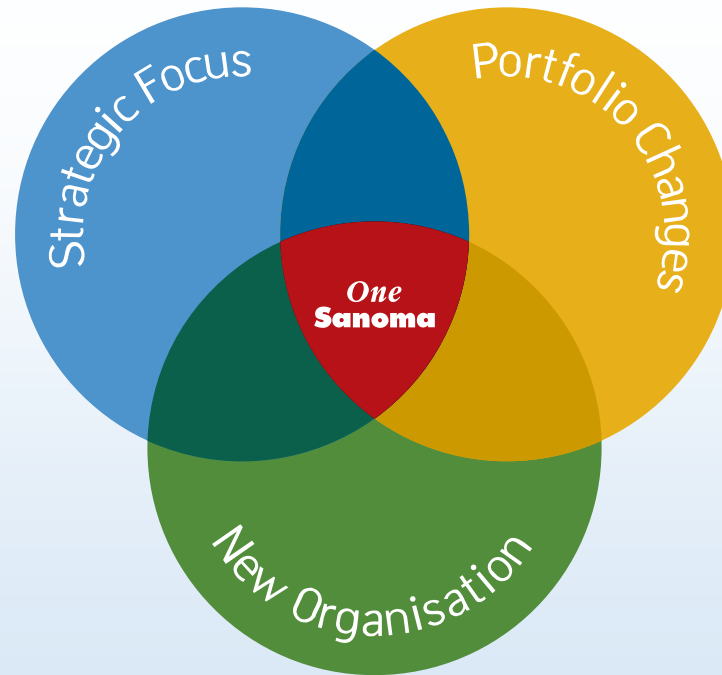 Strategic Focus
Portfolio Changes
One
Sanoma
New Organisation